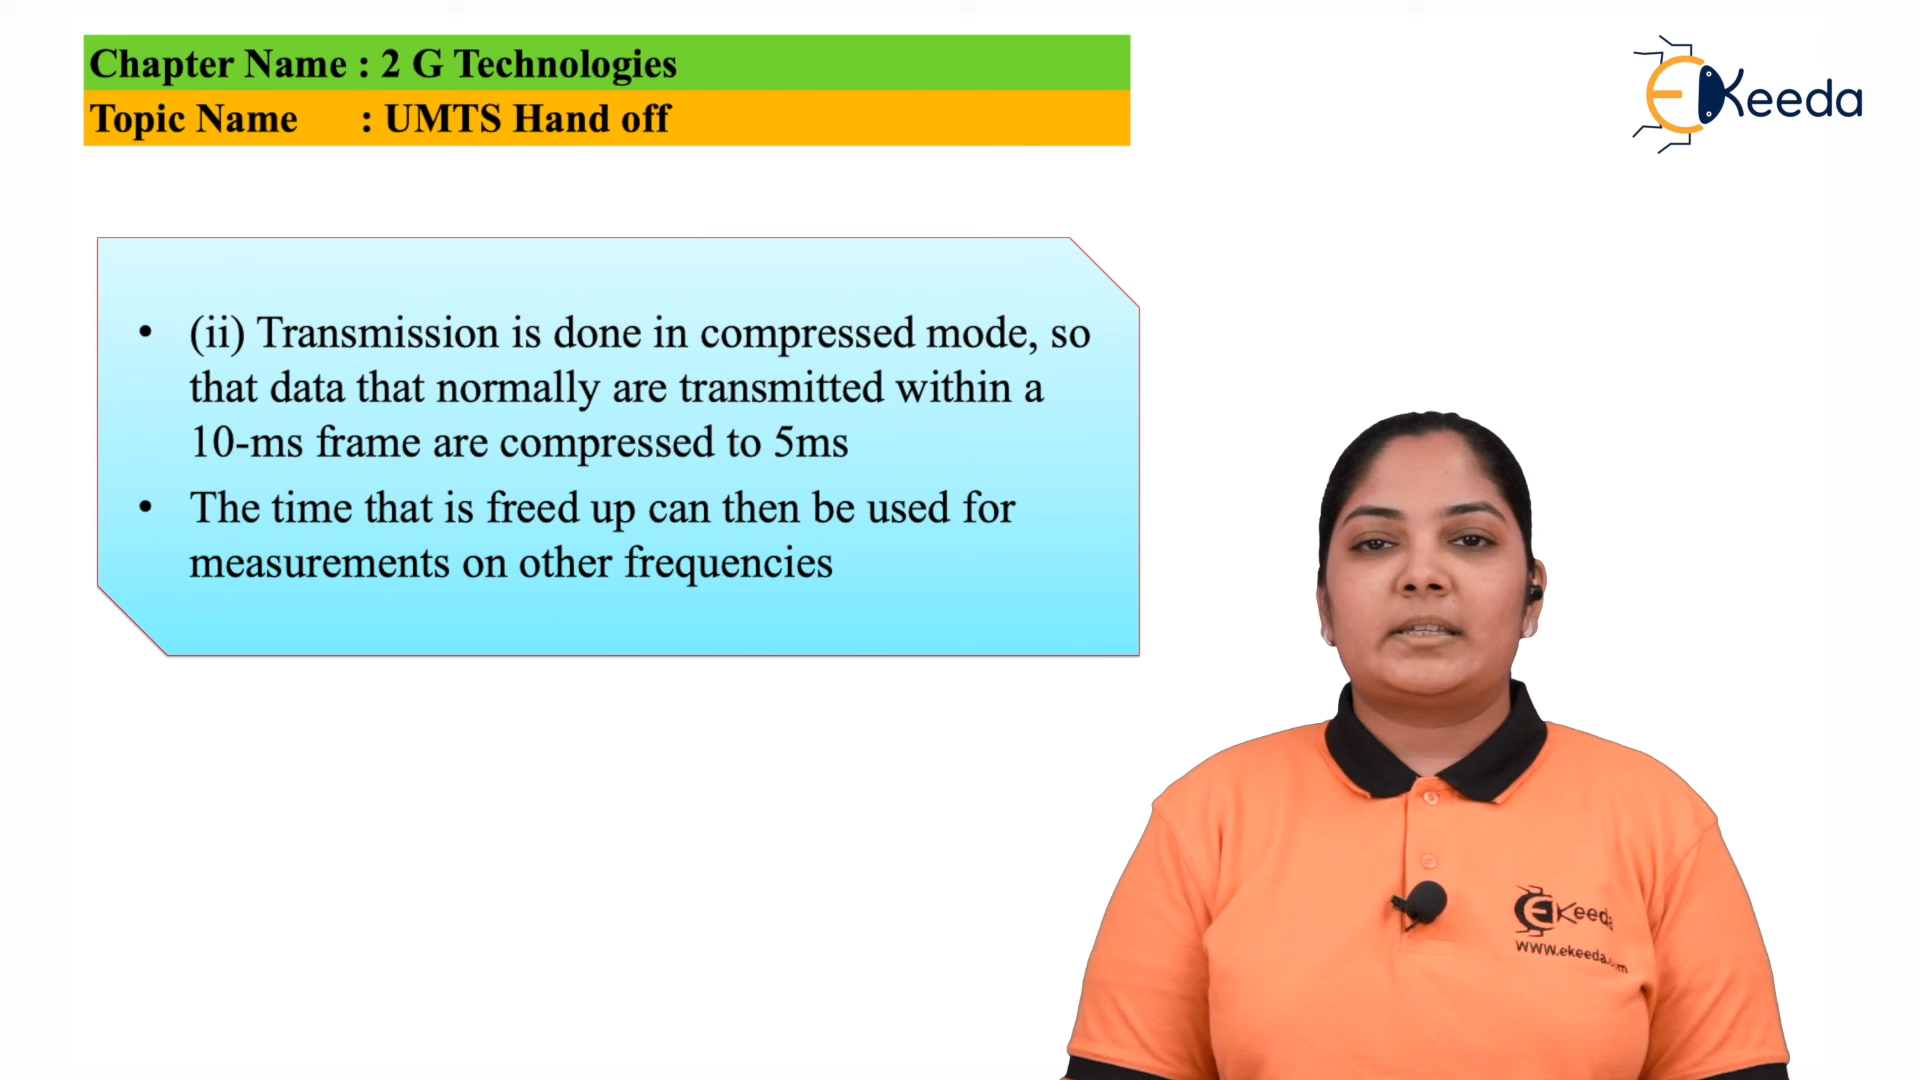 Chapter Name : 2 G Technologies
Topic Name : UMTS Hand off
EKeeda
• (ii) Transmission is done in compressed mode, so
that data that normally are transmitted within a
10-ms frame are compressed to 5ms
• The time that is freed up can then be used for
measurements on other frequencies
EKeeda
www.ekeeda.com